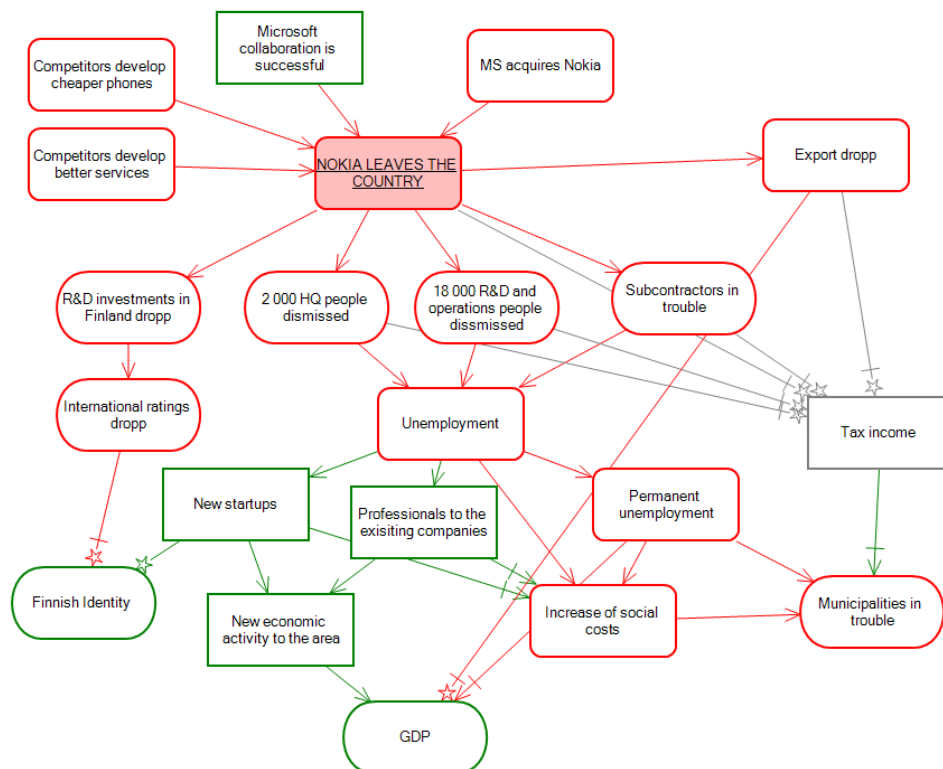 Microsoft
collaboration is
successful
Competitors develop
cheaper phones
MS acquires Nokia
Competitors develop
better services
NOKIA LEAVES THE
COUNTRY
Export dropp
R&D investments in
Finland dropp
2 000 HQ people
dismissed
18 000 R&D and
operations people
dissmissed
Subcontractors in
trouble
International ratings
dropp
Unemployment
Tax income
New startups
Professionals to the
exisiting companies
Permanent
unemployment
Finnish Identity
New economic
activity to the area
Increase of social
costs
Municipalities in
trouble
GDP